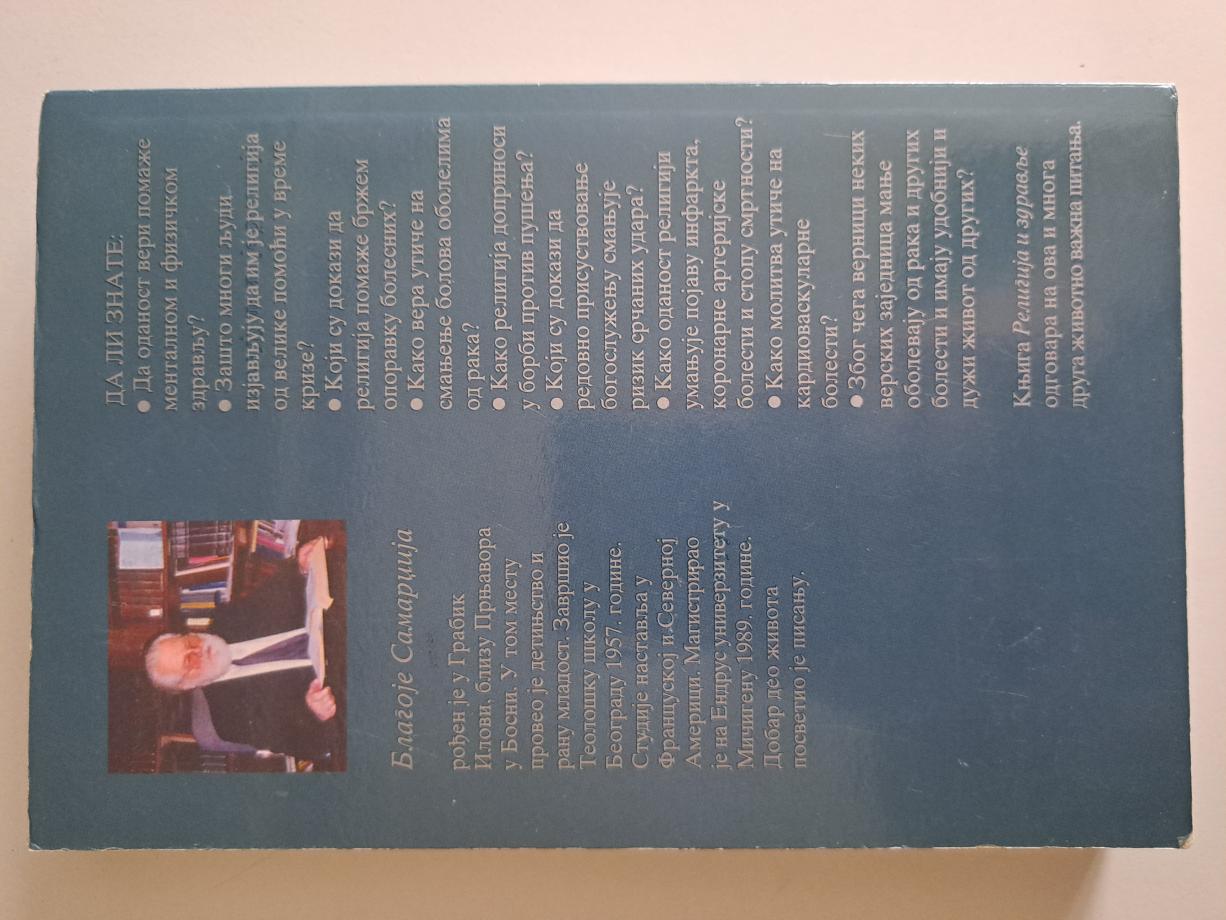 Благоје Самарџија
рођен је у Грабик
Илови, близу Прњавора
у Босни. У том месту
провео је детињство и
рану младост. Завршио је
Теолошку школу у
Београду 1957. године.
Студије наставља у
Француској и Северној
Америци. Магистрирао
је на Ендрус универзитету у
Мичигену 1989. године.
Добар део живота
посветио је писању.
ДА ЛИ ЗНАТЕ:
● Да оданост вери помаже
менталном и физичком
здрављу?
● Зашто многи људи
изјављују да им је религија
од велике помоћи у време
кризе?
● Који су докази да
религија помаже бржем
опоравку болесних?
● Како вера утиче на
смањење болова оболелима
од рака?
● Како религија доприноси
у борби против пушења?
● Који су докази да
редовно присуствовање
богослужењу смањује
ризик срчаних удара?
● Како оданост религији
умањује појаву инфаркта,
коронарне артеријске
болести и стопу смртности?
● Како молитва утиче на
кардиоваскуларне
болести?
● Због чега верници неких
верских заједница мање
оболевају од рака и других
болести и имају удобнији и
дужи живот од других?
Књига Религија и здравље
одговара на ова и многа
друга животно важна питања.